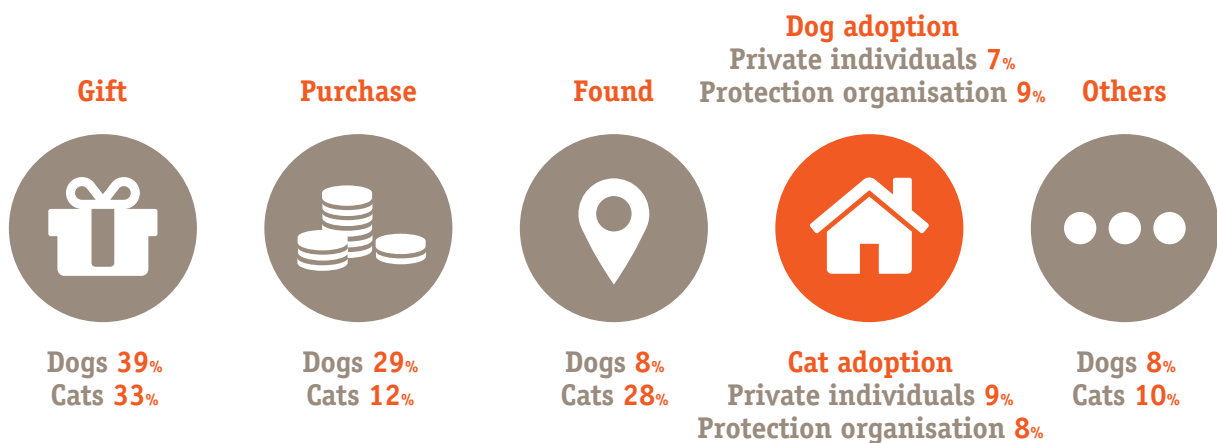 Gift
Dogs 39%
Cats 33%
Purchase
Dogs 29%
Cats 12%
Found
Dogs 8%
Cats 28%
Dog adoption
Private individuals 7%
Protection organisation 9%
Cat adoption
Private individuals 9%
Protection organisation 8%
Others
Dogs 8%
Cats 10%